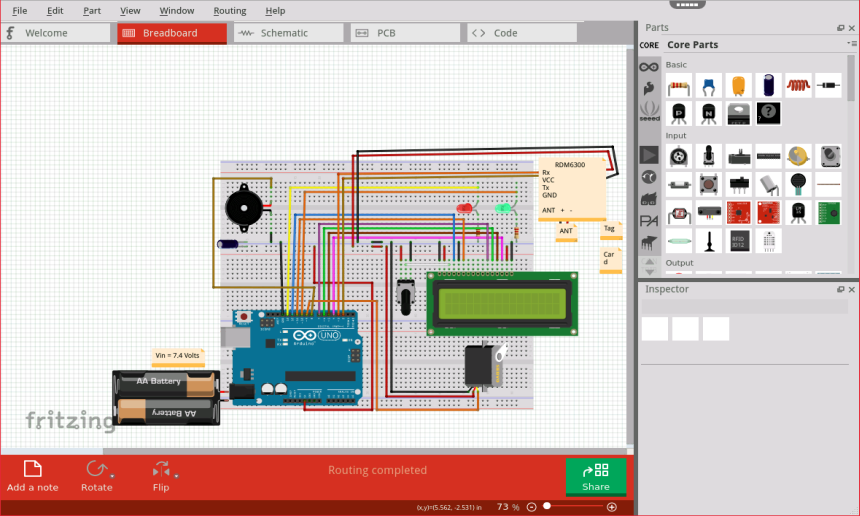 File Edit View Window Routing Help
Welcome
Breadboard
Schematic
PCB
Code
Parts
CORE
Core Parts
Basic
Input
Output
Inspector
RDM6300
Rx
VCC
Tx
GND
ANT + -
ANT
Tag
Car
d
UNO
Vin = 7.4 Volts
AA Battery
AA Battery
fritzing
Add a note
Rotate
Flip
Routing completed
Share
(x,y)=(5.562, -2.531) in
73 %